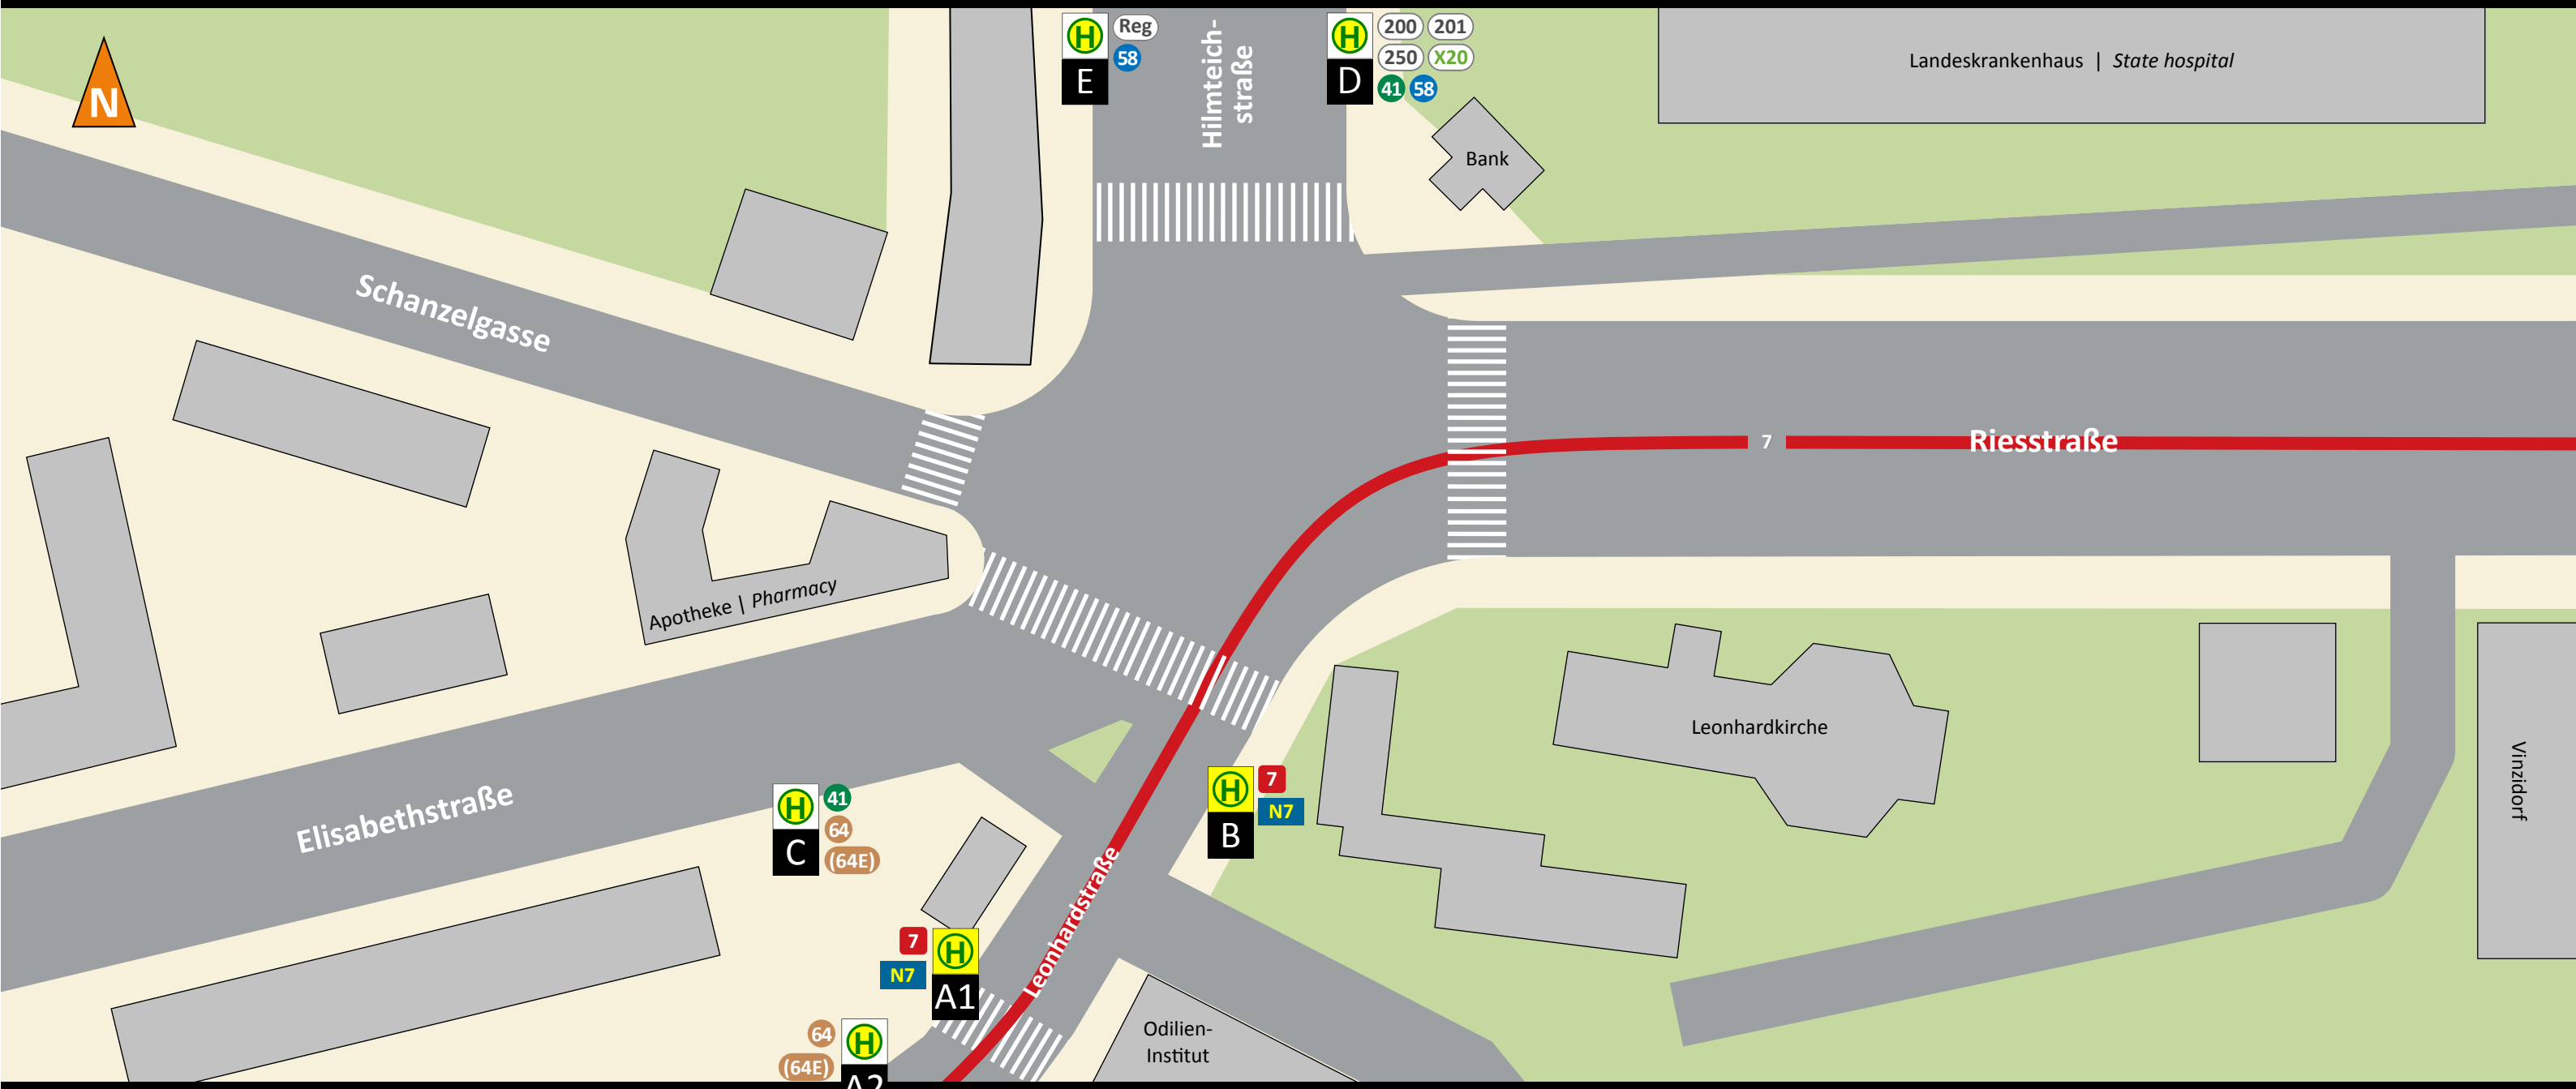 N
H
E
Reg
58
Hilmteich-
straße
H
D
200 201
250 X20
41 58
Landeskrankenhaus | State hospital
Bank
Schanzelgasse
7
Riesstraße
Apotheke | Pharmacy
Leonhardkirche
Vinzidorf
Elisabethstraße
H
C
41
64
(64E)
H
B
7
N7
Leonhardstraße
7
N7
H
A1
64
(64E)
H
A2
Odilien-
Institut